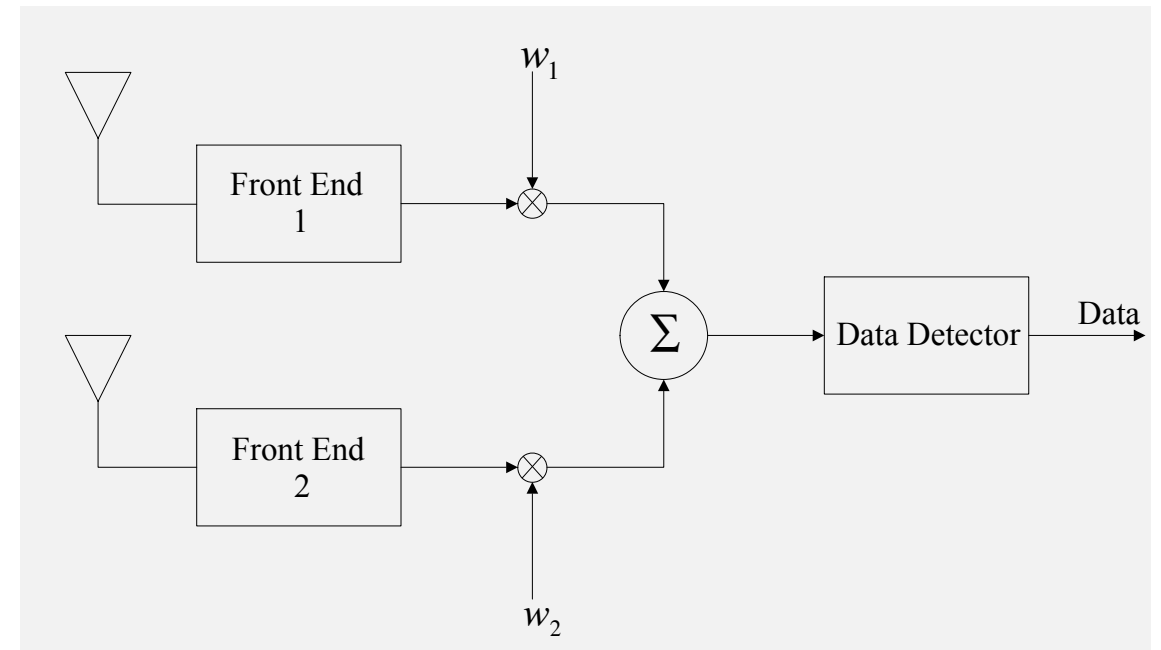 w₁
Front End
1
Σ
Data Detector
Data
Front End
2
w₂